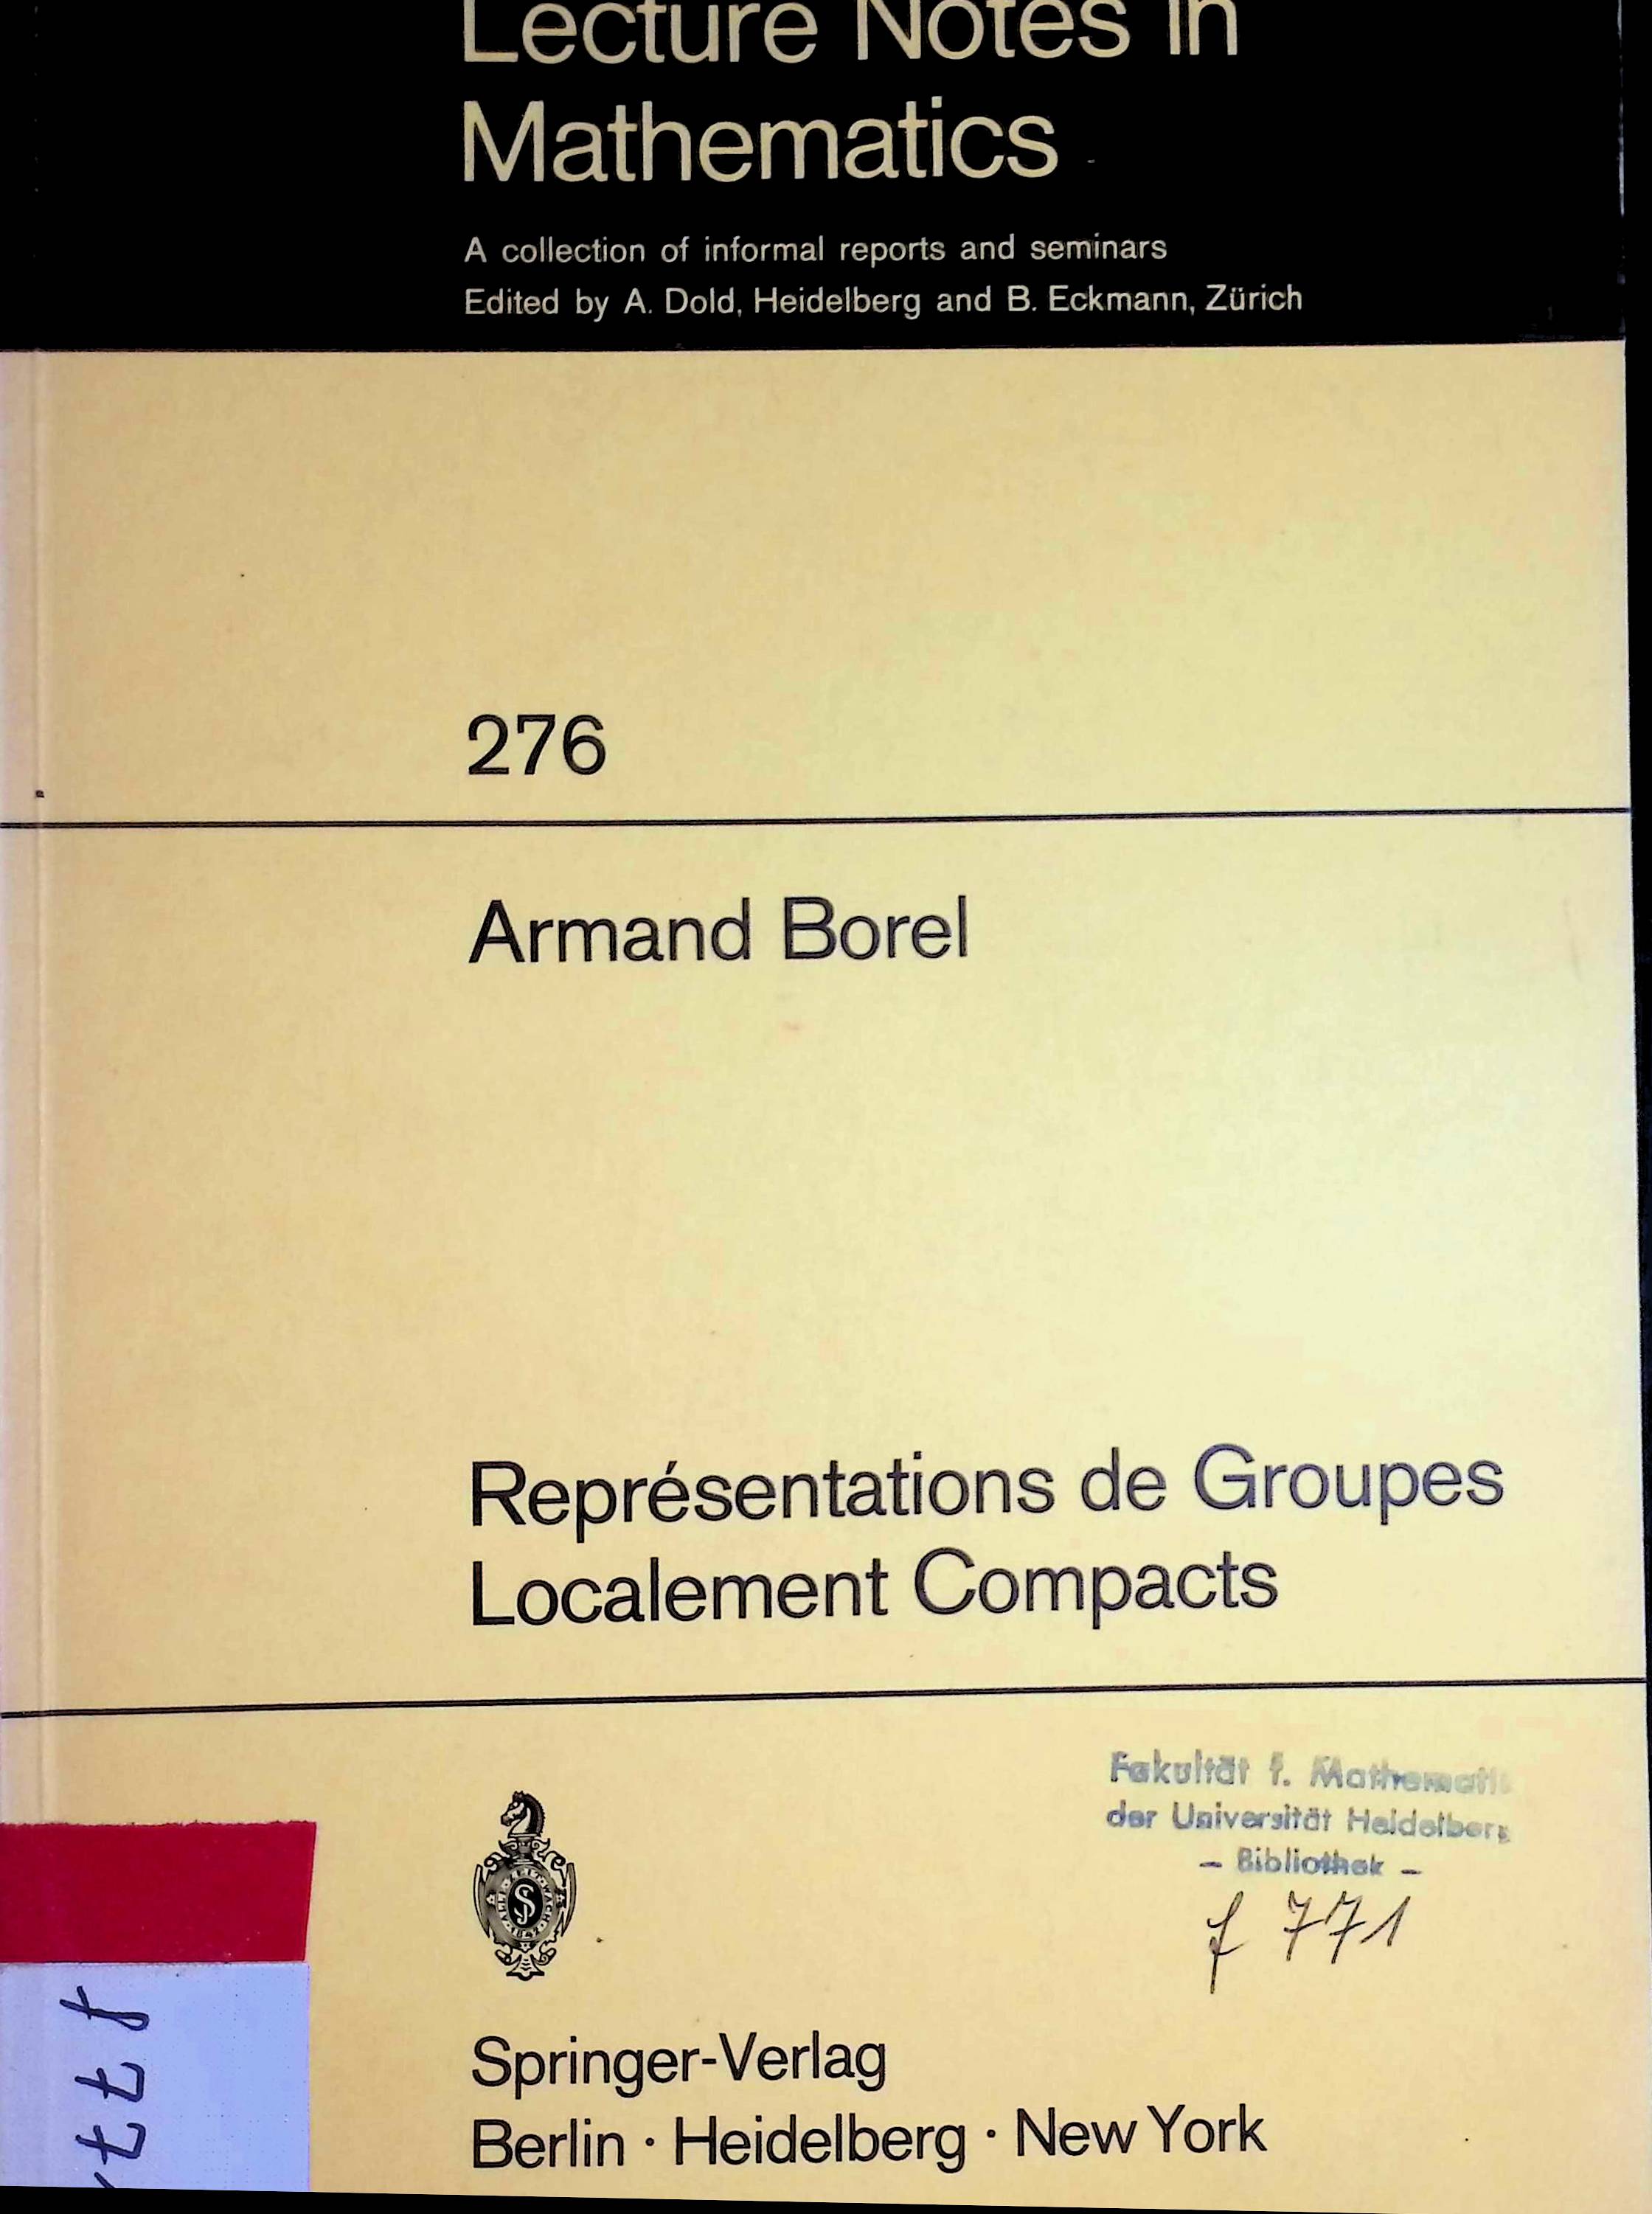 Lecture Notes in
Mathematics
A collection of informal reports and seminars
Edited by A. Dold, Heidelberg and B. Eckmann, Zürich
276
Armand Borel
Représentations de Groupes
Localement Compacts
Fakultät f. Mathemati
der Universität Heidelberg
– Bibliothek –
f 771
Springer-Verlag
Berlin · Heidelberg · New York